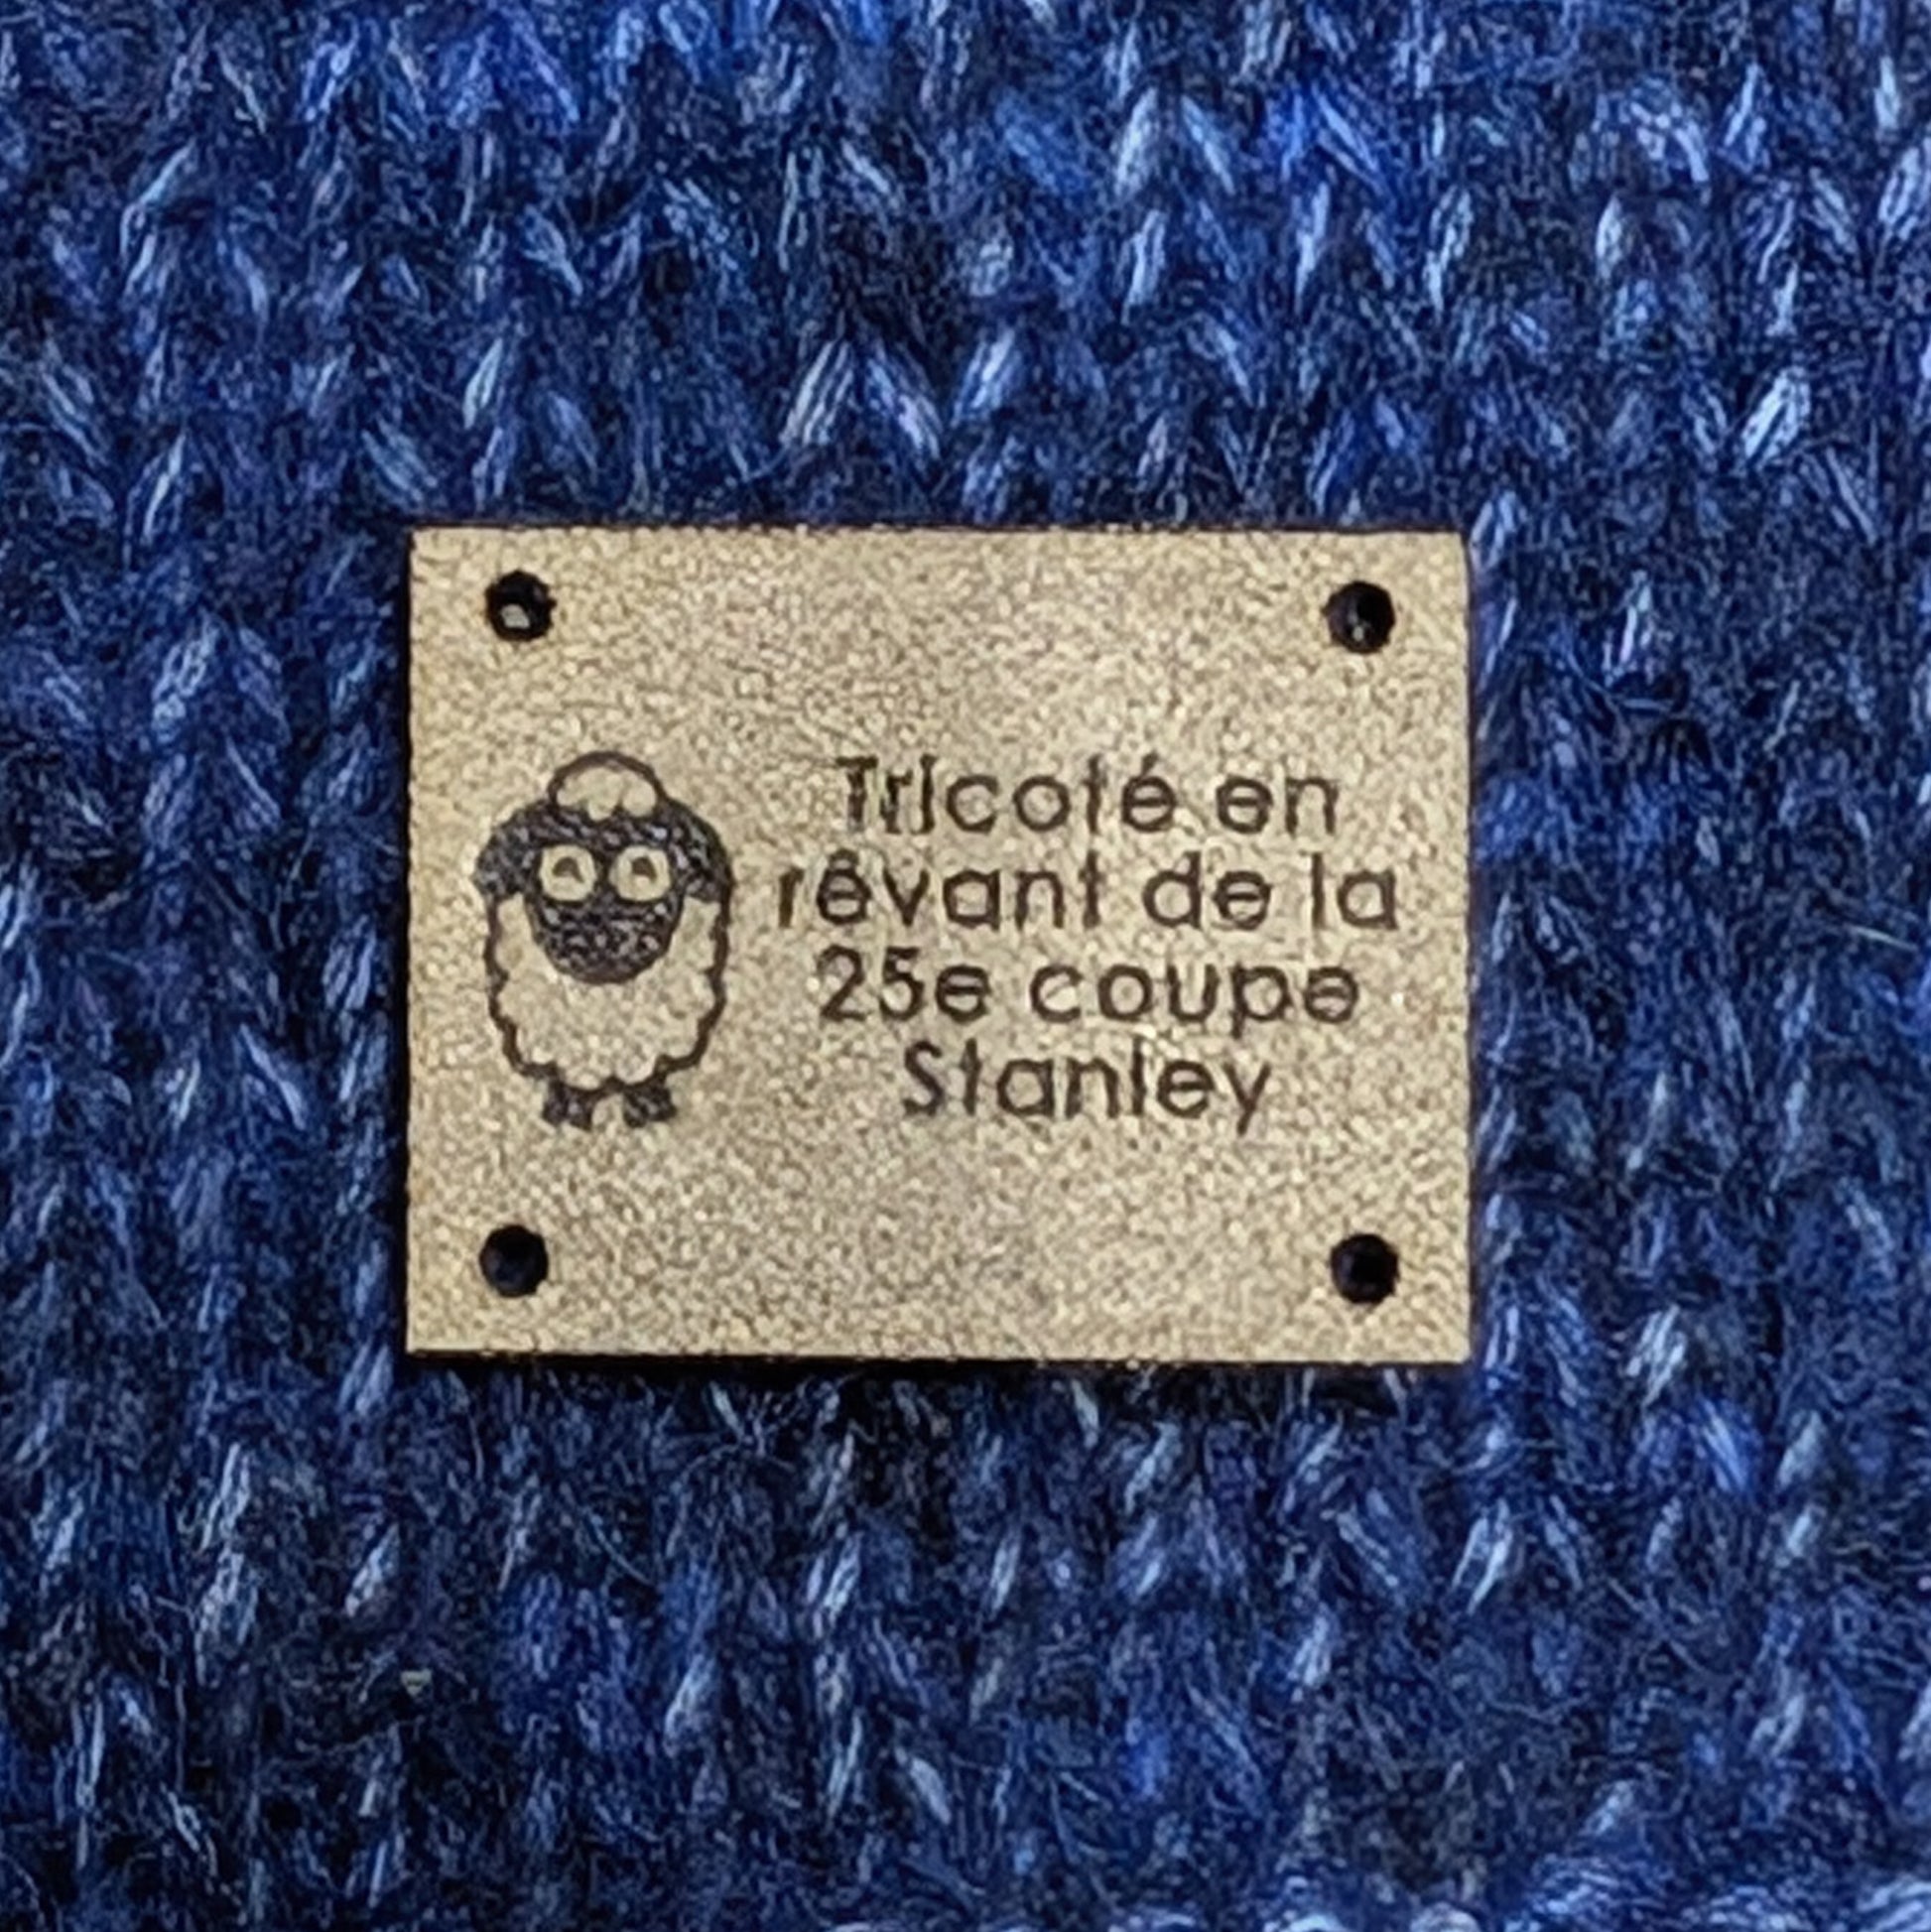 Tricoté en
rêvant de la
25e coupe
Stanley